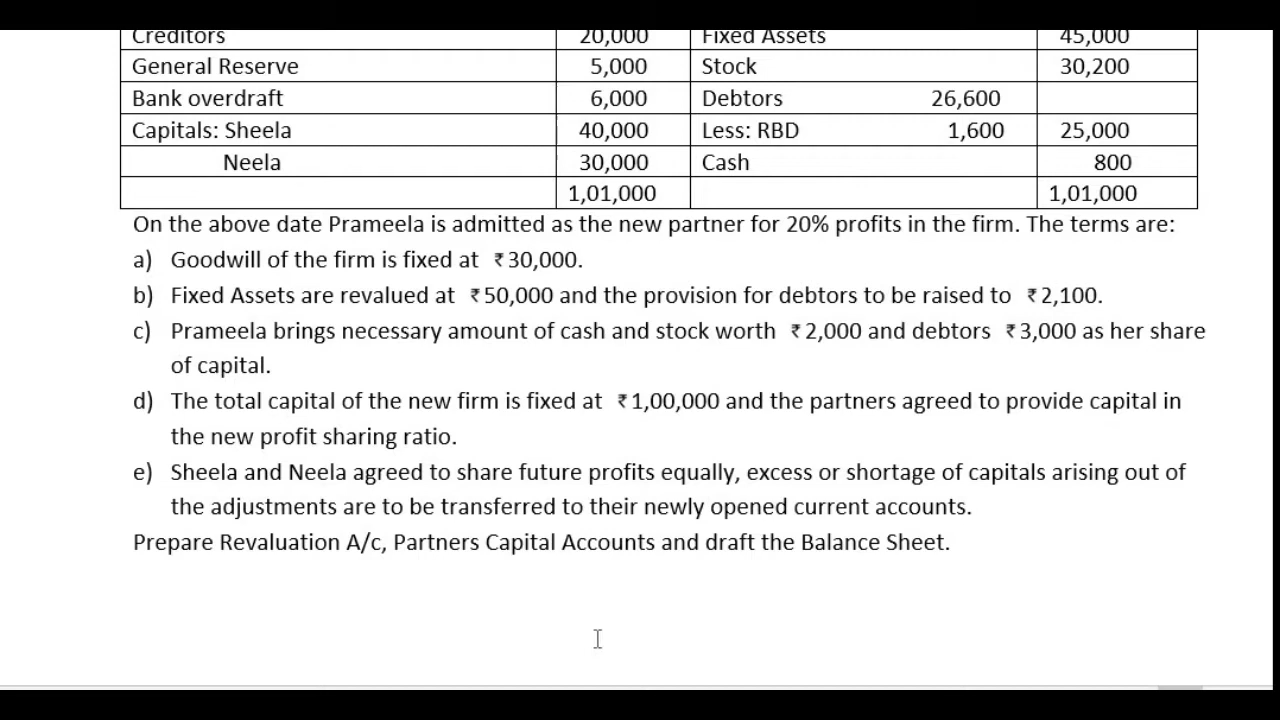 Creditors 20,000 Fixed Assets 45,000
General Reserve 5,000 Stock 30,200
Bank overdraft 6,000 Debtors 26,600
Capitals: Sheela 40,000 Less: RBD 1,600 25,000
Neela 30,000 Cash 800
1,01,000 1,01,000
On the above date Prameela is admitted as the new partner for 20% profits in the firm. The terms are:
a) Goodwill of the firm is fixed at ₹30,000.
b) Fixed Assets are revalued at ₹50,000 and the provision for debtors to be raised to ₹2,100.
c) Prameela brings necessary amount of cash and stock worth ₹2,000 and debtors ₹3,000 as her share
of capital.
d) The total capital of the new firm is fixed at ₹1,00,000 and the partners agreed to provide capital in
the new profit sharing ratio.
e) Sheela and Neela agreed to share future profits equally, excess or shortage of capitals arising out of
the adjustments are to be transferred to their newly opened current accounts.
Prepare Revaluation A/c, Partners Capital Accounts and draft the Balance Sheet.